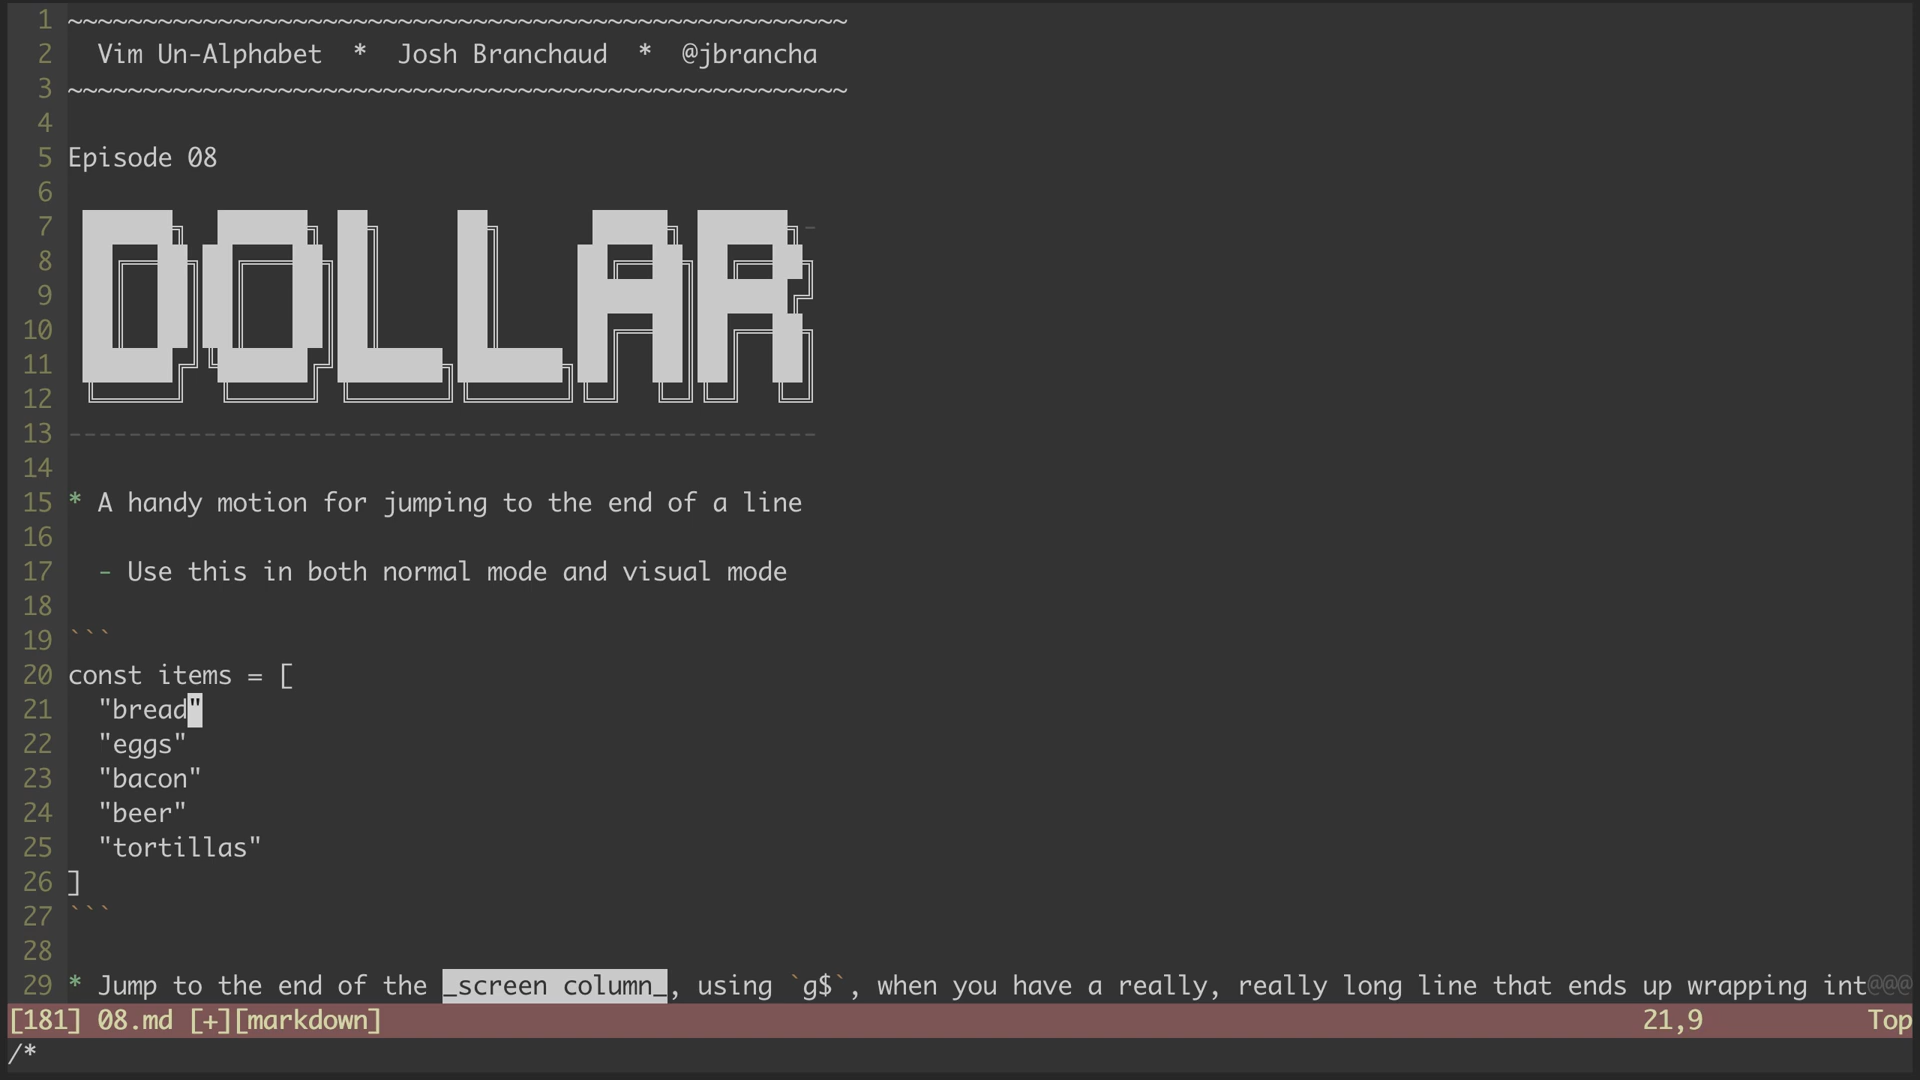 1 ~~~~~~~~~~~~~~~~~~~~~~~~~~~~~~~~~~~~~~~~~~~~~~~~~~~~
2   Vim Un-Alphabet  *  Josh Branchaud  *  @jbrancha
3 ~~~~~~~~~~~~~~~~~~~~~~~~~~~~~~~~~~~~~~~~~~~~~~~~~~~~
4
5 Episode 08
6
7
8
9
DOLLAR
10
11
12
13 --------------------------------------------------
14
15 * A handy motion for jumping to the end of a line
16
17   - Use this in both normal mode and visual mode
18
19 ```
20 const items = [
21   "bread"
22   "eggs"
23   "bacon"
24   "beer"
25   "tortillas"
26 ]
27 ```
28
29 * Jump to the end of the _screen column_, using `g$`, when you have a really, really long line that ends up wrapping int@@@
[181] 08.md [+][markdown] 21,9 Top
/*